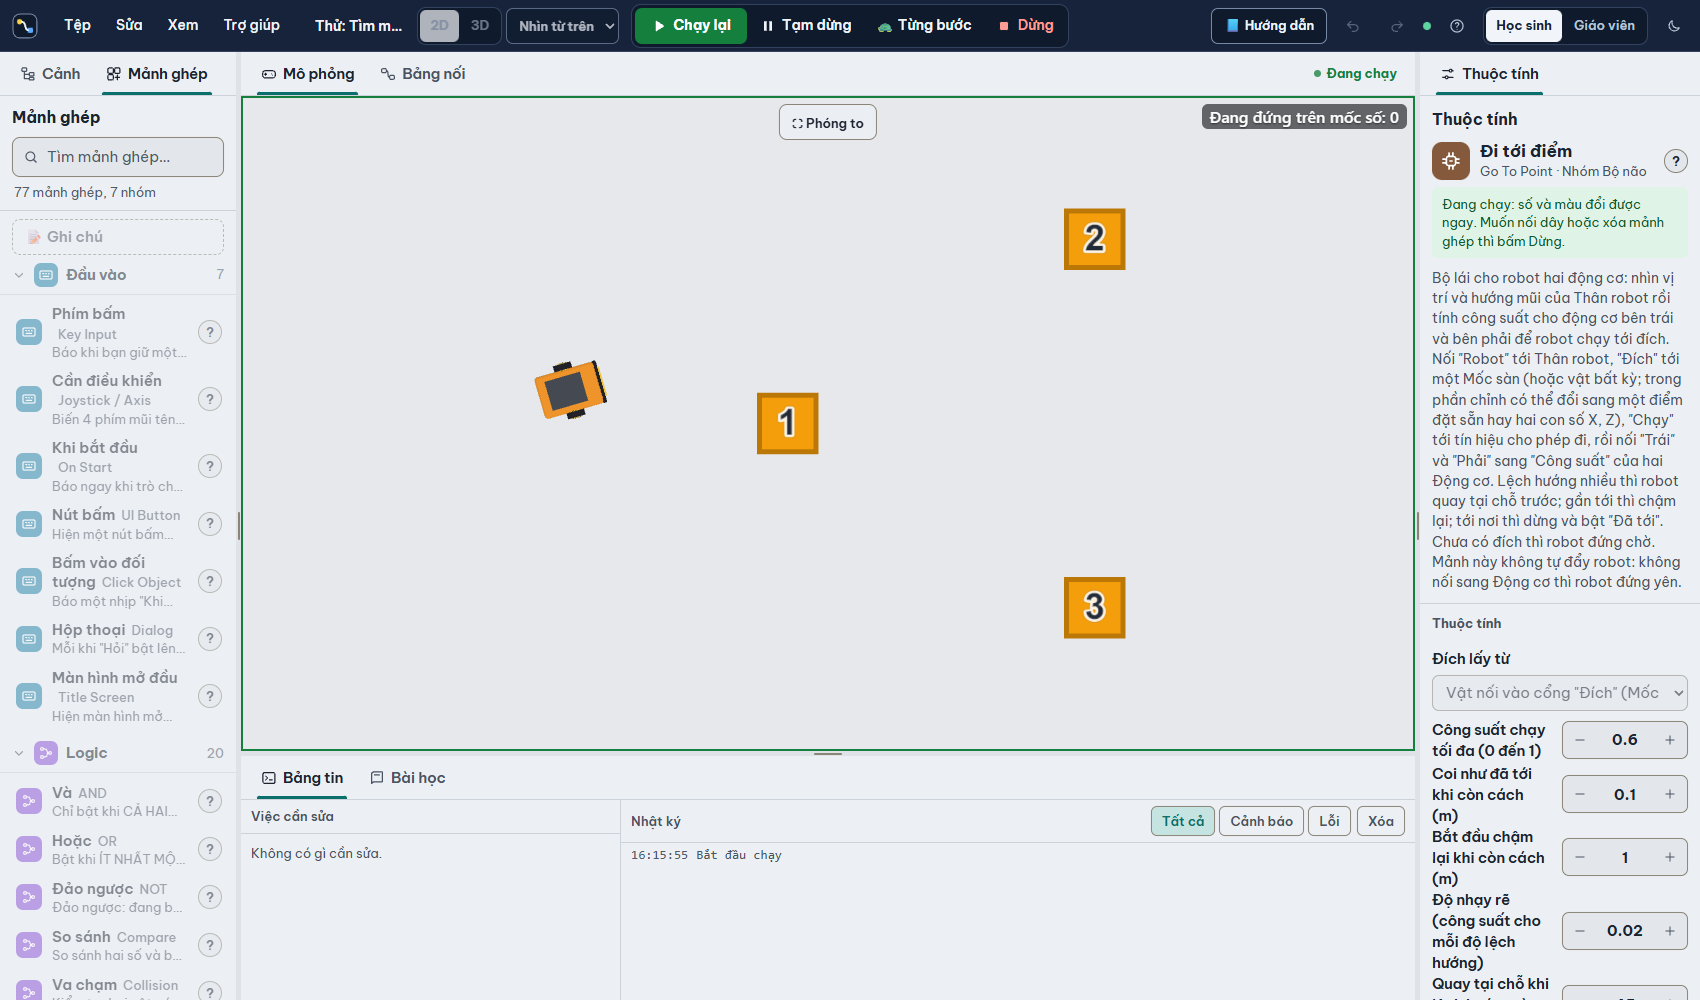 Tệp Sửa Xem Trợ giúp Thử: Tìm m... 2D 3D Nhìn từ trên Chạy lại Tạm dừng Từng bước Dừng Hướng dẫn Học sinh Giáo viên
Cảnh Mảnh ghép
Mảnh ghép
Tìm mảnh ghép...
77 mảnh ghép, 7 nhóm
Ghi chú
Đầu vào 7
Phím bấm
Key Input
Báo khi bạn giữ một...
?
Cần điều khiển
Joystick / Axis
Biến 4 phím mũi tên...
?
Khi bắt đầu
On Start
Báo ngay khi trò ch...
?
Nút bấm UI Button
Hiện một nút bấm...
?
Bấm vào đối
tượng Click Object
Báo một nhịp "Khi...
?
Hộp thoại Dialog
Mỗi khi "Hỏi" bật lên...
?
Màn hình mở đầu
Title Screen
Hiện màn hình mở...
?
Logic 20
Và AND
Chỉ bật khi CẢ HAI...
?
Hoặc OR
Bật khi ÍT NHẤT MỘ...
?
Đảo ngược NOT
Đảo ngược: đang b...
?
So sánh Compare
So sánh hai số và b...
?
Va chạm Collision
?
Mô phỏng Bảng nối Đang chạy
Phóng to
Đang đứng trên mốc số: 0
2
1
3
Bảng tin Bài học
Việc cần sửa
Không có gì cần sửa.
Nhật ký Tất cả Cảnh báo Lỗi Xóa
16:15:55 Bắt đầu chạy
Thuộc tính
Thuộc tính
Đi tới điểm
Go To Point · Nhóm Bộ não
?
Đang chạy: số và màu đổi được
ngay. Muốn nối dây hoặc xóa mảnh
ghép thì bấm Dừng.
Bộ lái cho robot hai động cơ: nhìn vị
trí và hướng mũi của Thân robot rồi
tính công suất cho động cơ bên trái
và bên phải để robot chạy tới đích.
Nối "Robot" tới Thân robot, "Đích" tới
một Mốc sàn (hoặc vật bất kỳ; trong
phần chỉnh có thể đổi sang một điểm
đặt sẵn hay hai con số X, Z), "Chạy"
tới tín hiệu cho phép đi, rồi nối "Trái"
và "Phải" sang "Công suất" của hai
Động cơ. Lệch hướng nhiều thì robot
quay tại chỗ trước; gần tới thì chậm
lại; tới nơi thì dừng và bật "Đã tới".
Chưa có đích thì robot đứng chờ.
Mảnh này không tự đẩy robot: không
nối sang Động cơ thì robot đứng yên.
Thuộc tính
Đích lấy từ
Vật nối vào cổng "Đích" (Mốc
Công suất chạy
tối đa (0 đến 1)
− 0.6 +
Coi như đã tới
khi còn cách
(m)
− 0.1 +
Bắt đầu chậm
lại khi còn cách
(m)
− 1 +
Độ nhạy rẽ
(công suất cho
mỗi độ lệch
hướng)
− 0.02 +
Quay tại chỗ khi